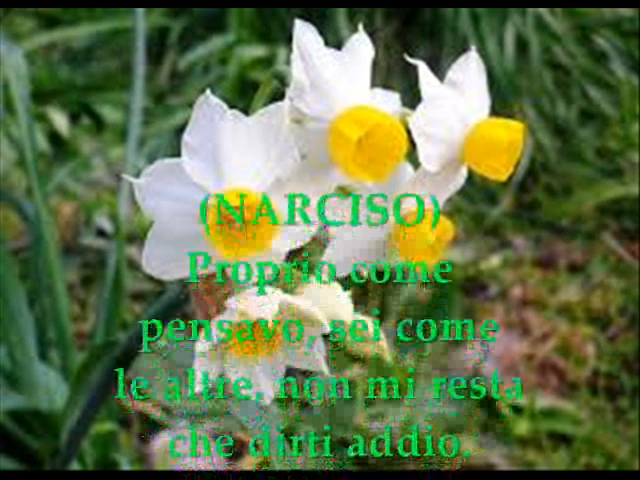 (NARCISO)
Proprio come
pensavo, sei come
le altre, non mi resta
che dirti addio.